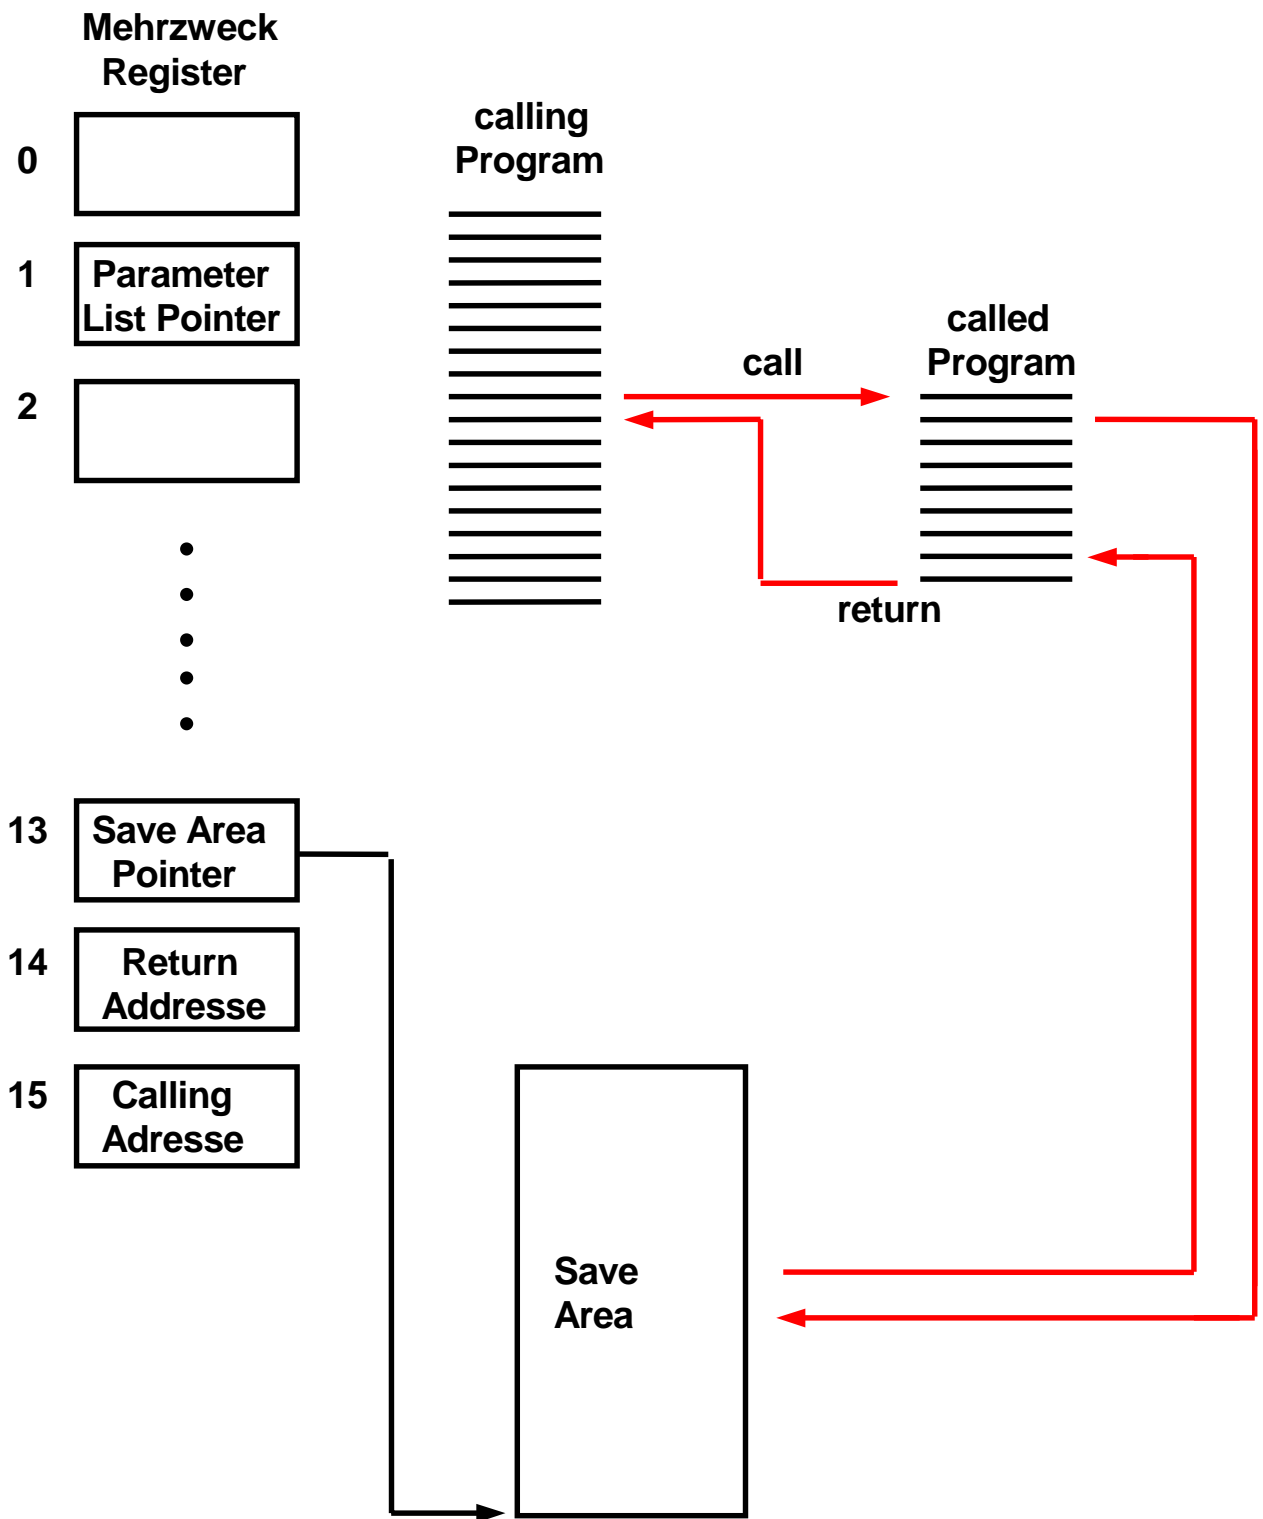 Mehrzweck
Register
calling
Program
0
1
Parameter
List Pointer
called
Program
call
2
return
13
Save Area
Pointer
14
Return
Addresse
15
Calling
Adresse
Save
Area